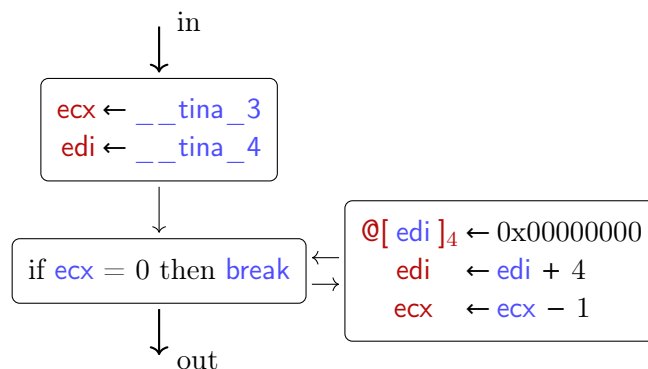 in
ecx ← __tina_3
edi ← __tina_4
if ecx = 0 then break
@[ edi ]₄ ← 0x00000000
edi ← edi + 4
ecx ← ecx − 1
out